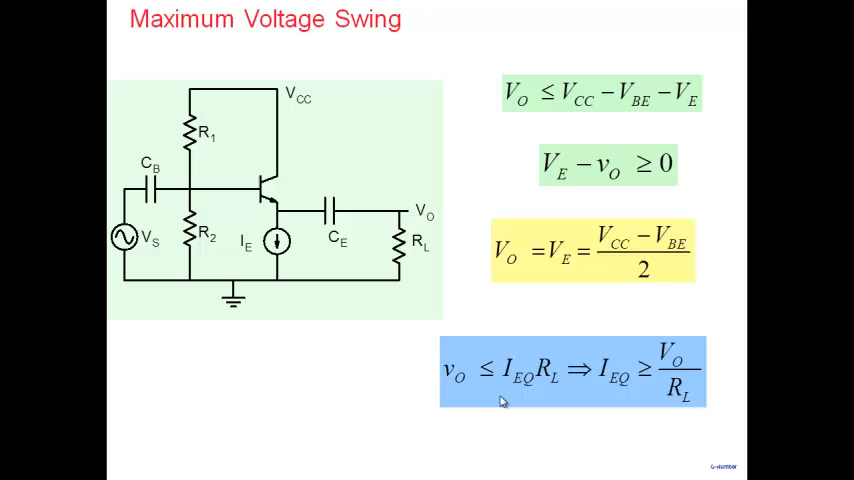 Maximum Voltage Swing
V_CC
R_1
C_B
V_S
R_2
I_E
C_E
V_O
R_L
V_O ≤ V_CC − V_BE − V_E
V_E − v_O ≥ 0
V_O = V_E = (V_CC − V_BE) / 2
v_O ≤ I_EQ R_L ⇒ I_EQ ≥ V_O / R_L
G-Number